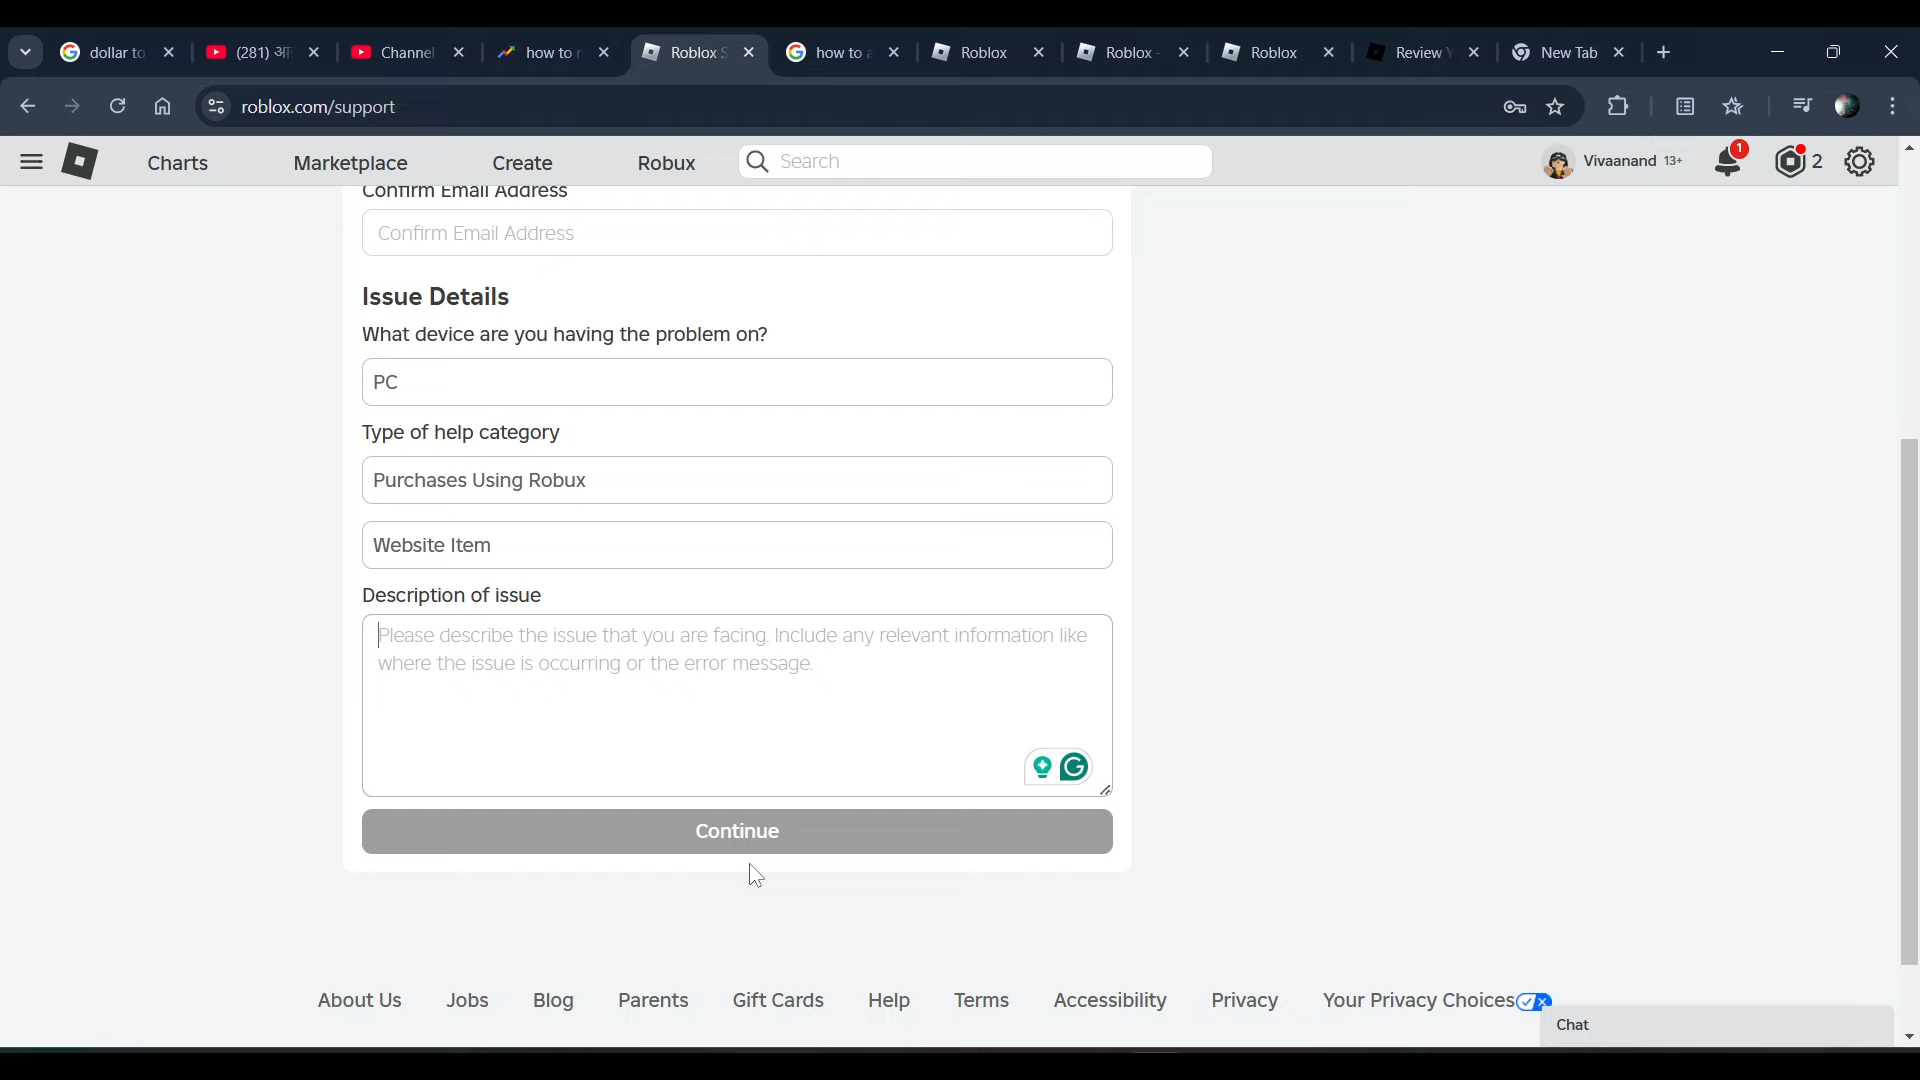 dollar to
(281) अ
Channel
how to
Roblox S
how to a
Roblox
Roblox -
Roblox
Review Y
New Tab
roblox.com/support
Charts
Marketplace
Create
Robux
Search
Vivaanand 13+
1
2
Confirm Email Address
Confirm Email Address
Issue Details
What device are you having the problem on?
PC
Type of help category
Purchases Using Robux
Website Item
Description of issue
Please describe the issue that you are facing. Include any relevant information like
where the issue is occurring or the error message.
Continue
About Us
Jobs
Blog
Parents
Gift Cards
Help
Terms
Accessibility
Privacy
Your Privacy Choices
Chat